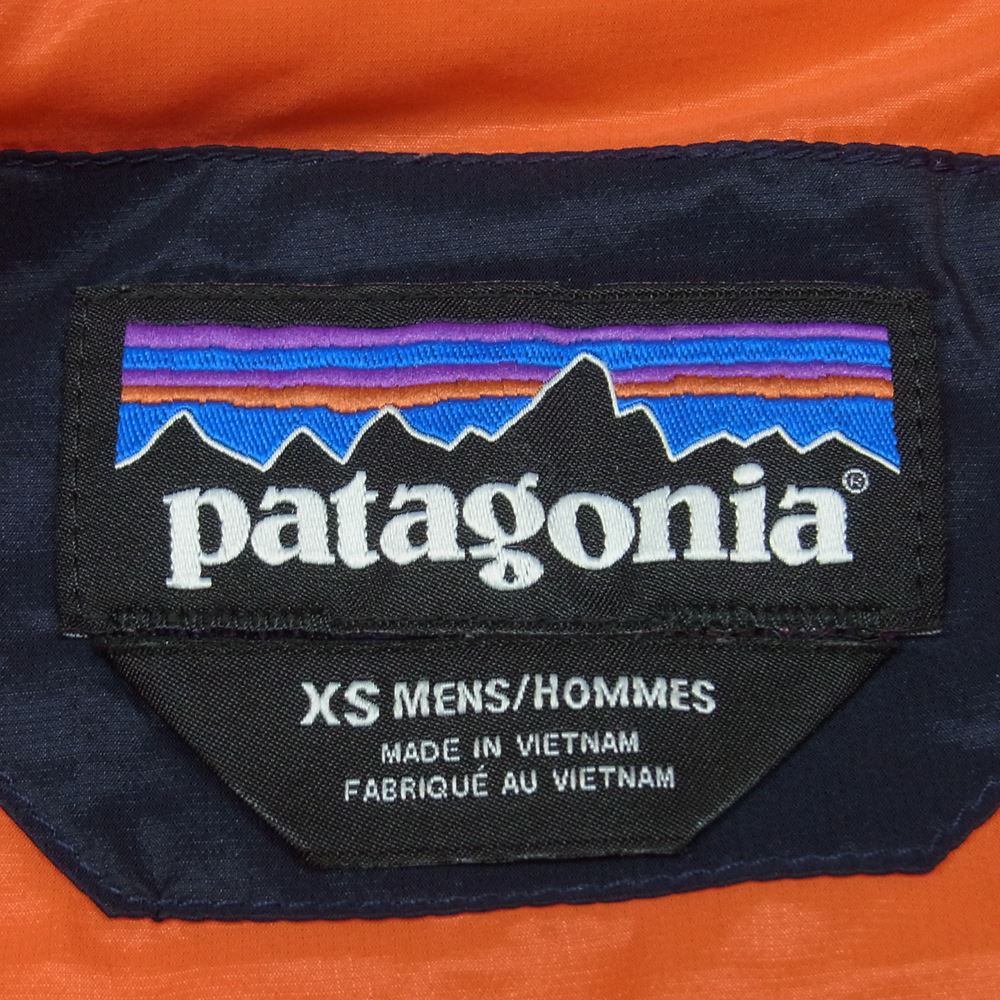 patagonia®
XS MENS/HOMMES
MADE IN VIETNAM
FABRIQUÉ AU VIETNAM